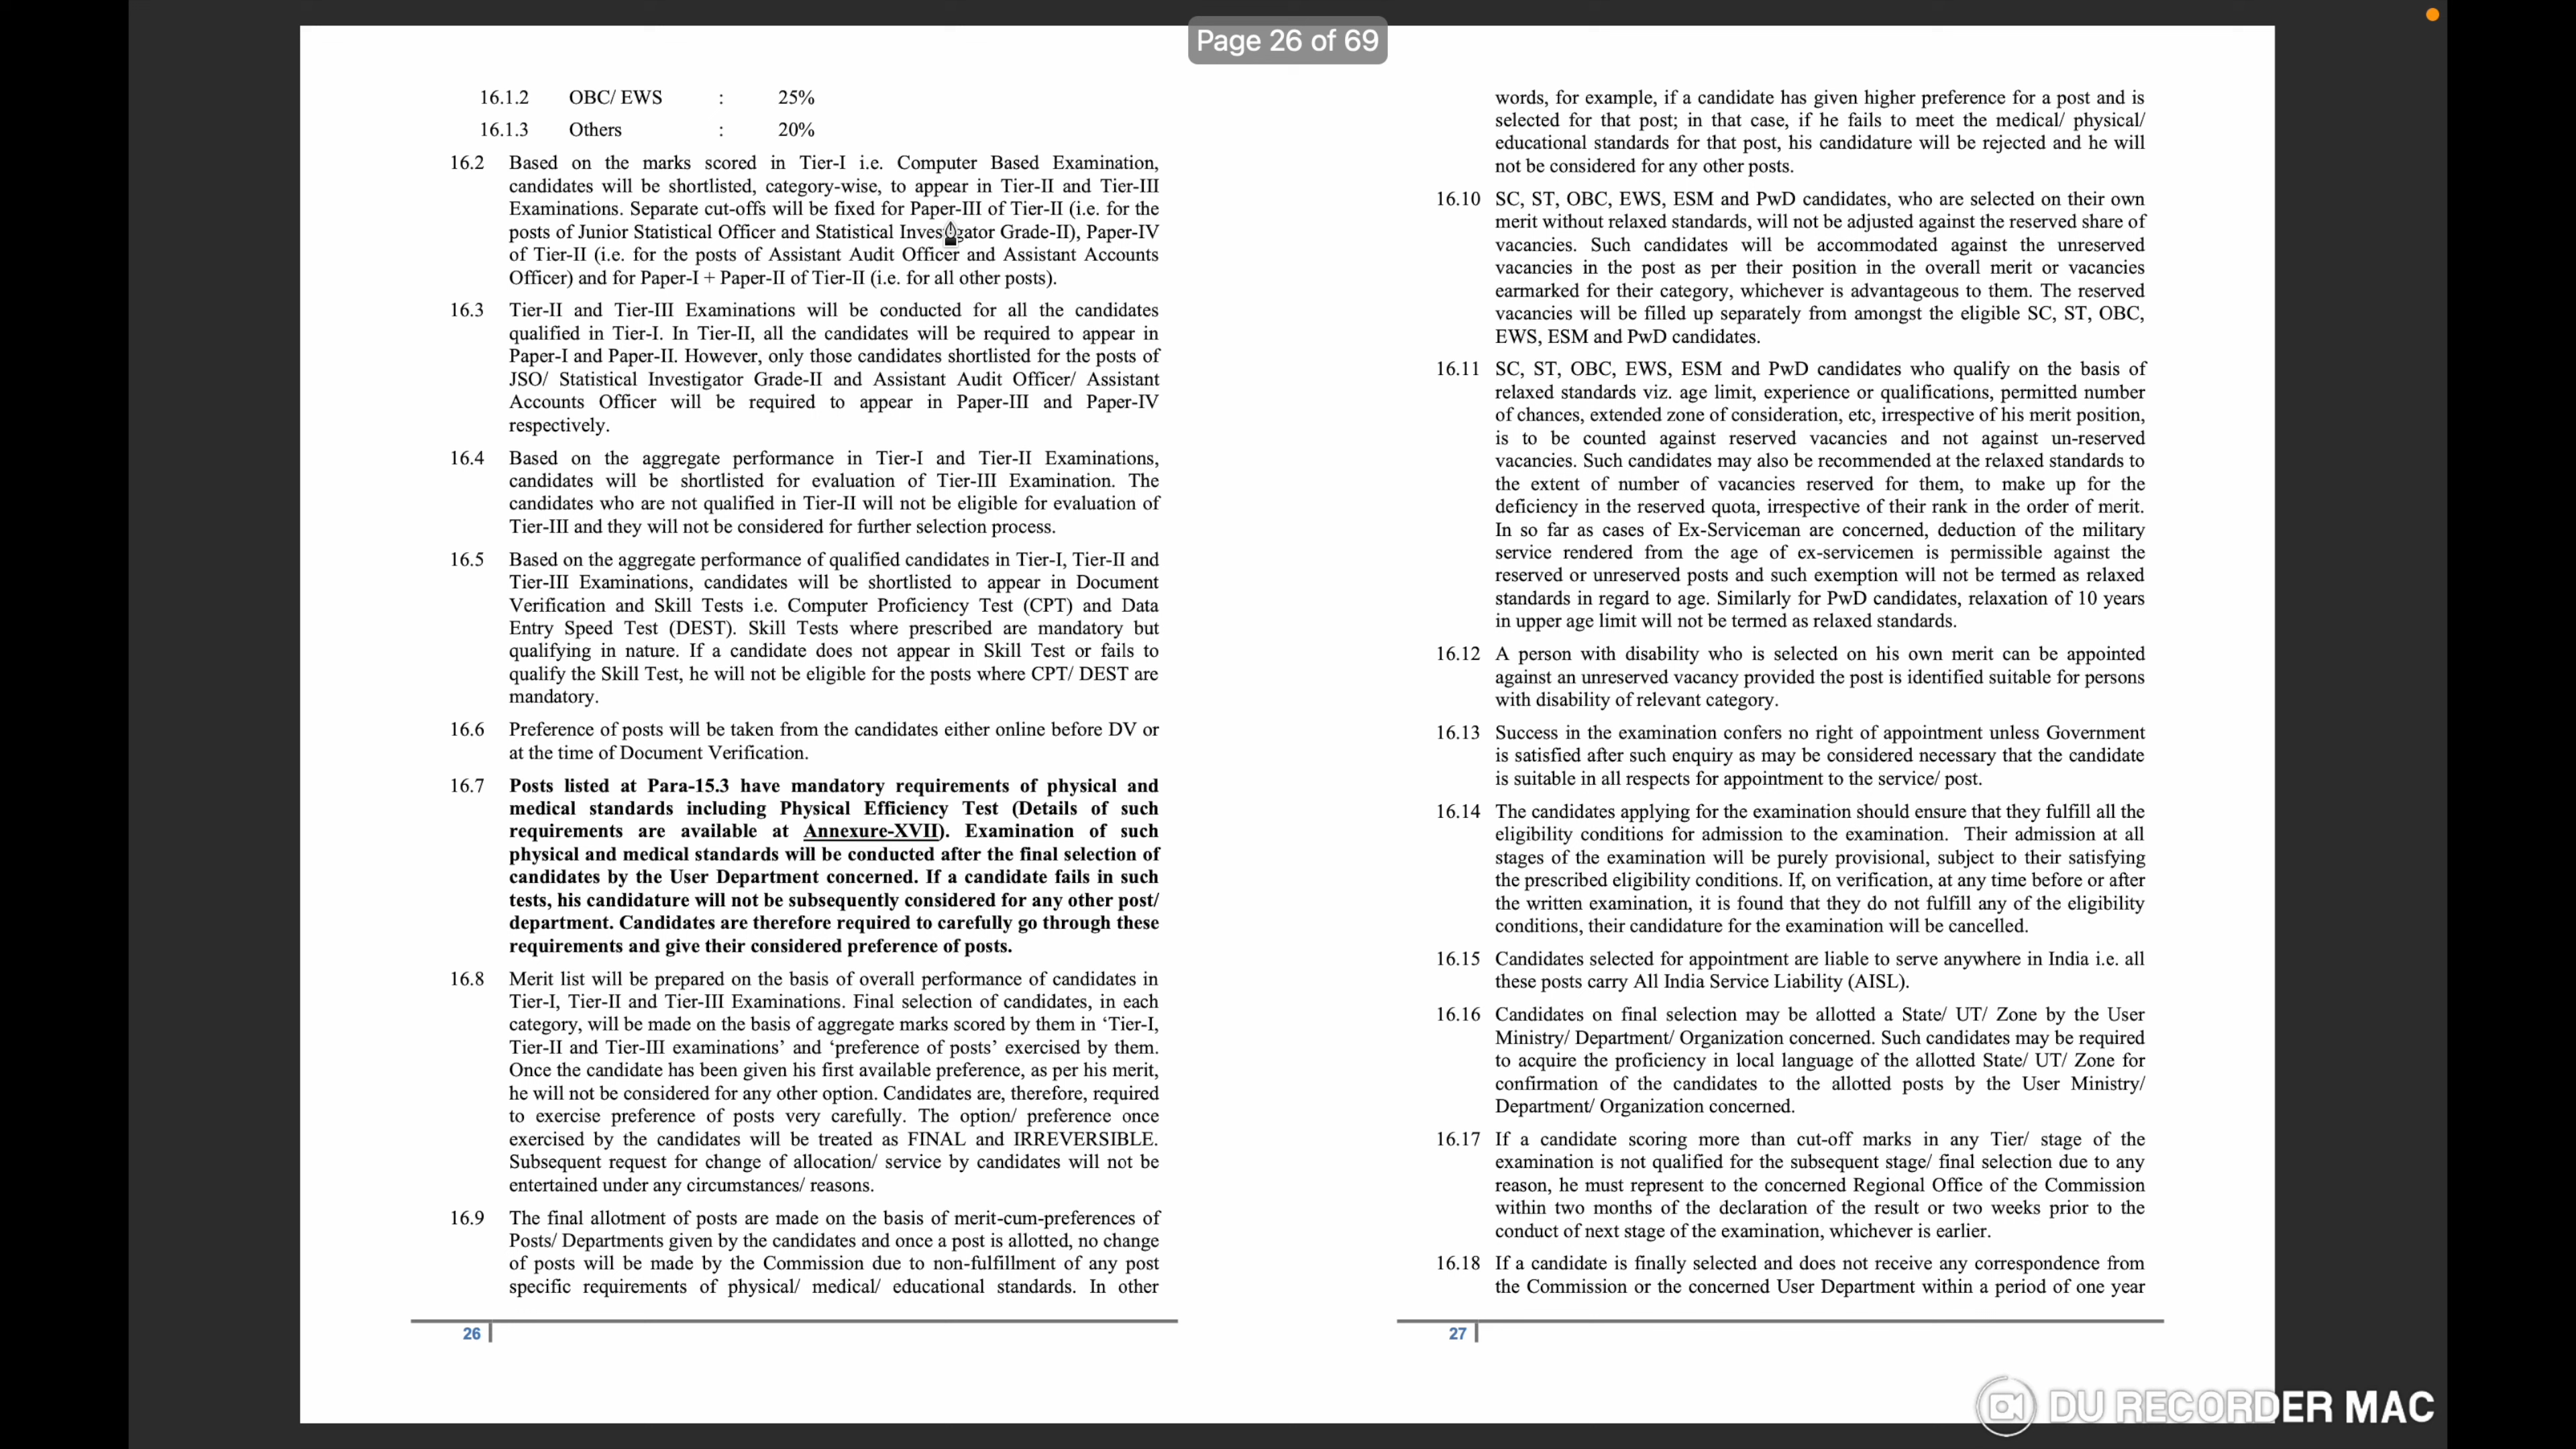 Page 26 of 69
16.1.2 OBC/ EWS : 25%
16.1.3 Others : 20%
16.2 Based on the marks scored in Tier-I i.e. Computer Based Examination,
candidates will be shortlisted, category-wise, to appear in Tier-II and Tier-III
Examinations. Separate cut-offs will be fixed for Paper-III of Tier-II (i.e. for the
posts of Junior Statistical Officer and Statistical Investigator Grade-II), Paper-IV
of Tier-II (i.e. for the posts of Assistant Audit Officer and Assistant Accounts
Officer) and for Paper-I + Paper-II of Tier-II (i.e. for all other posts).
16.3 Tier-II and Tier-III Examinations will be conducted for all the candidates
qualified in Tier-I. In Tier-II, all the candidates will be required to appear in
Paper-I and Paper-II. However, only those candidates shortlisted for the posts of
JSO/ Statistical Investigator Grade-II and Assistant Audit Officer/ Assistant
Accounts Officer will be required to appear in Paper-III and Paper-IV
respectively.
16.4 Based on the aggregate performance in Tier-I and Tier-II Examinations,
candidates will be shortlisted for evaluation of Tier-III Examination. The
candidates who are not qualified in Tier-II will not be eligible for evaluation of
Tier-III and they will not be considered for further selection process.
16.5 Based on the aggregate performance of qualified candidates in Tier-I, Tier-II and
Tier-III Examinations, candidates will be shortlisted to appear in Document
Verification and Skill Tests i.e. Computer Proficiency Test (CPT) and Data
Entry Speed Test (DEST). Skill Tests where prescribed are mandatory but
qualifying in nature. If a candidate does not appear in Skill Test or fails to
qualify the Skill Test, he will not be eligible for the posts where CPT/ DEST are
mandatory.
16.6 Preference of posts will be taken from the candidates either online before DV or
at the time of Document Verification.
16.7 Posts listed at Para-15.3 have mandatory requirements of physical and
medical standards including Physical Efficiency Test (Details of such
requirements are available at Annexure-XVII). Examination of such
physical and medical standards will be conducted after the final selection of
candidates by the User Department concerned. If a candidate fails in such
tests, his candidature will not be subsequently considered for any other post/
department. Candidates are therefore required to carefully go through these
requirements and give their considered preference of posts.
16.8 Merit list will be prepared on the basis of overall performance of candidates in
Tier-I, Tier-II and Tier-III Examinations. Final selection of candidates, in each
category, will be made on the basis of aggregate marks scored by them in ‘Tier-I,
Tier-II and Tier-III examinations’ and ‘preference of posts’ exercised by them.
Once the candidate has been given his first available preference, as per his merit,
he will not be considered for any other option. Candidates are, therefore, required
to exercise preference of posts very carefully. The option/ preference once
exercised by the candidates will be treated as FINAL and IRREVERSIBLE.
Subsequent request for change of allocation/ service by candidates will not be
entertained under any circumstances/ reasons.
16.9 The final allotment of posts are made on the basis of merit-cum-preferences of
Posts/ Departments given by the candidates and once a post is allotted, no change
of posts will be made by the Commission due to non-fulfillment of any post
specific requirements of physical/ medical/ educational standards. In other
26
words, for example, if a candidate has given higher preference for a post and is
selected for that post; in that case, if he fails to meet the medical/ physical/
educational standards for that post, his candidature will be rejected and he will
not be considered for any other posts.
16.10 SC, ST, OBC, EWS, ESM and PwD candidates, who are selected on their own
merit without relaxed standards, will not be adjusted against the reserved share of
vacancies. Such candidates will be accommodated against the unreserved
vacancies in the post as per their position in the overall merit or vacancies
earmarked for their category, whichever is advantageous to them. The reserved
vacancies will be filled up separately from amongst the eligible SC, ST, OBC,
EWS, ESM and PwD candidates.
16.11 SC, ST, OBC, EWS, ESM and PwD candidates who qualify on the basis of
relaxed standards viz. age limit, experience or qualifications, permitted number
of chances, extended zone of consideration, etc, irrespective of his merit position,
is to be counted against reserved vacancies and not against un-reserved
vacancies. Such candidates may also be recommended at the relaxed standards to
the extent of number of vacancies reserved for them, to make up for the
deficiency in the reserved quota, irrespective of their rank in the order of merit.
In so far as cases of Ex-Serviceman are concerned, deduction of the military
service rendered from the age of ex-servicemen is permissible against the
reserved or unreserved posts and such exemption will not be termed as relaxed
standards in regard to age. Similarly for PwD candidates, relaxation of 10 years
in upper age limit will not be termed as relaxed standards.
16.12 A person with disability who is selected on his own merit can be appointed
against an unreserved vacancy provided the post is identified suitable for persons
with disability of relevant category.
16.13 Success in the examination confers no right of appointment unless Government
is satisfied after such enquiry as may be considered necessary that the candidate
is suitable in all respects for appointment to the service/ post.
16.14 The candidates applying for the examination should ensure that they fulfill all the
eligibility conditions for admission to the examination. Their admission at all
stages of the examination will be purely provisional, subject to their satisfying
the prescribed eligibility conditions. If, on verification, at any time before or after
the written examination, it is found that they do not fulfill any of the eligibility
conditions, their candidature for the examination will be cancelled.
16.15 Candidates selected for appointment are liable to serve anywhere in India i.e. all
these posts carry All India Service Liability (AISL).
16.16 Candidates on final selection may be allotted a State/ UT/ Zone by the User
Ministry/ Department/ Organization concerned. Such candidates may be required
to acquire the proficiency in local language of the allotted State/ UT/ Zone for
confirmation of the candidates to the allotted posts by the User Ministry/
Department/ Organization concerned.
16.17 If a candidate scoring more than cut-off marks in any Tier/ stage of the
examination is not qualified for the subsequent stage/ final selection due to any
reason, he must represent to the concerned Regional Office of the Commission
within two months of the declaration of the result or two weeks prior to the
conduct of next stage of the examination, whichever is earlier.
16.18 If a candidate is finally selected and does not receive any correspondence from
the Commission or the concerned User Department within a period of one year
27
DU RECORDER MAC